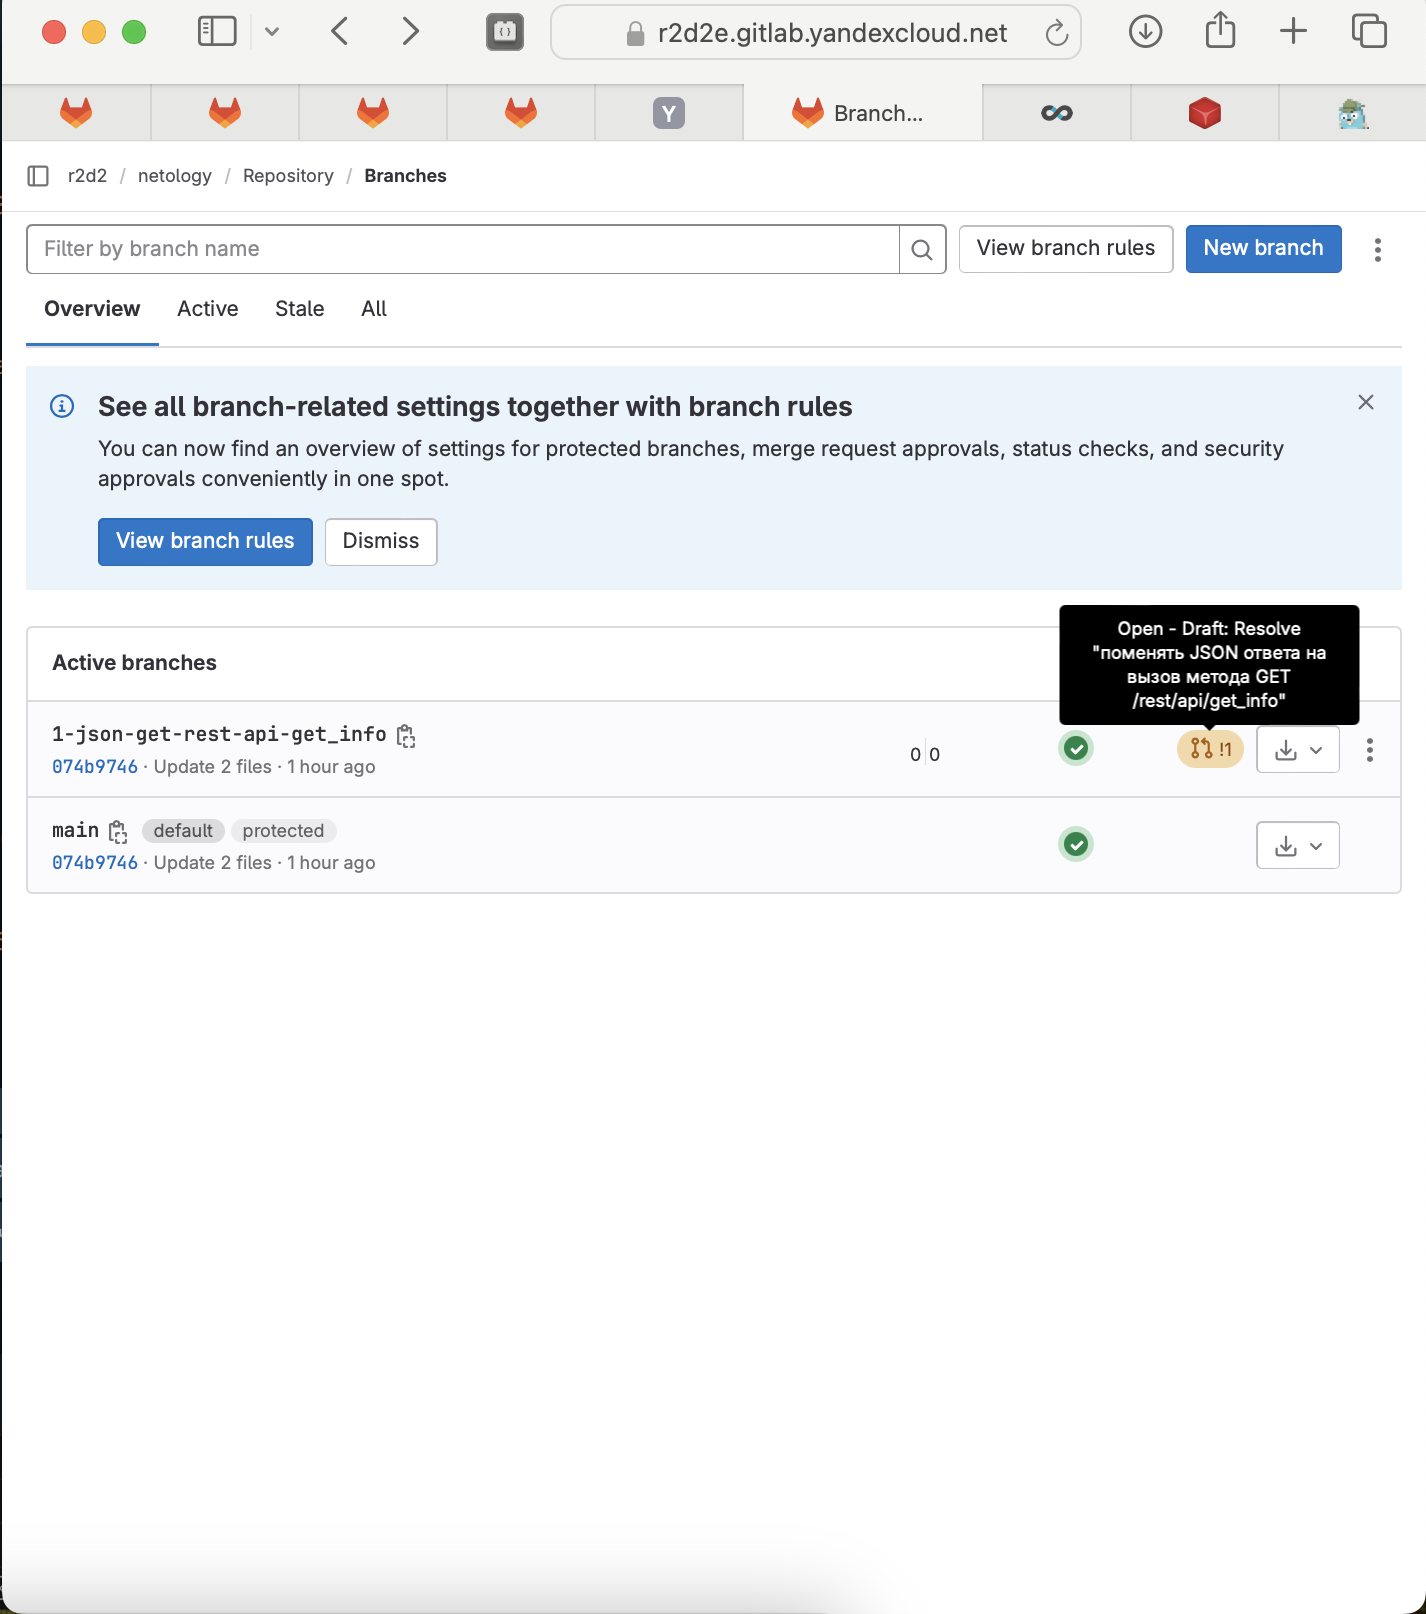 r2d2e.gitlab.yandexcloud.net
Y
Branch...
r2d2 / netology / Repository / Branches
Filter by branch name
View branch rules
New branch
Overview Active Stale All
See all branch-related settings together with branch rules
You can now find an overview of settings for protected branches, merge request approvals, status checks, and security
approvals conveniently in one spot.
View branch rules
Dismiss
Open - Draft: Resolve
"поменять JSON ответа на
вызов метода GET
/rest/api/get_info"
Active branches
1-json-get-rest-api-get_info
074b9746 · Update 2 files · 1 hour ago
0 0
!1
main default protected
074b9746 · Update 2 files · 1 hour ago